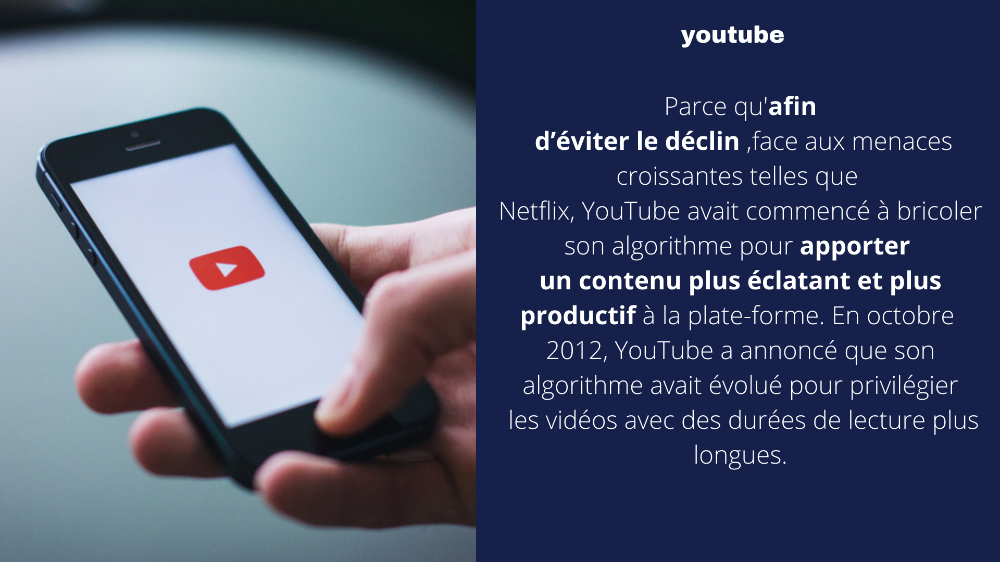 youtube
Parce qu'afin
d’éviter le déclin ,face aux menaces
croissantes telles que
Netflix, YouTube avait commencé à bricoler
son algorithme pour apporter
un contenu plus éclatant et plus
productif à la plate-forme. En octobre
2012, YouTube a annoncé que son
algorithme avait évolué pour privilégier
les vidéos avec des durées de lecture plus
longues.